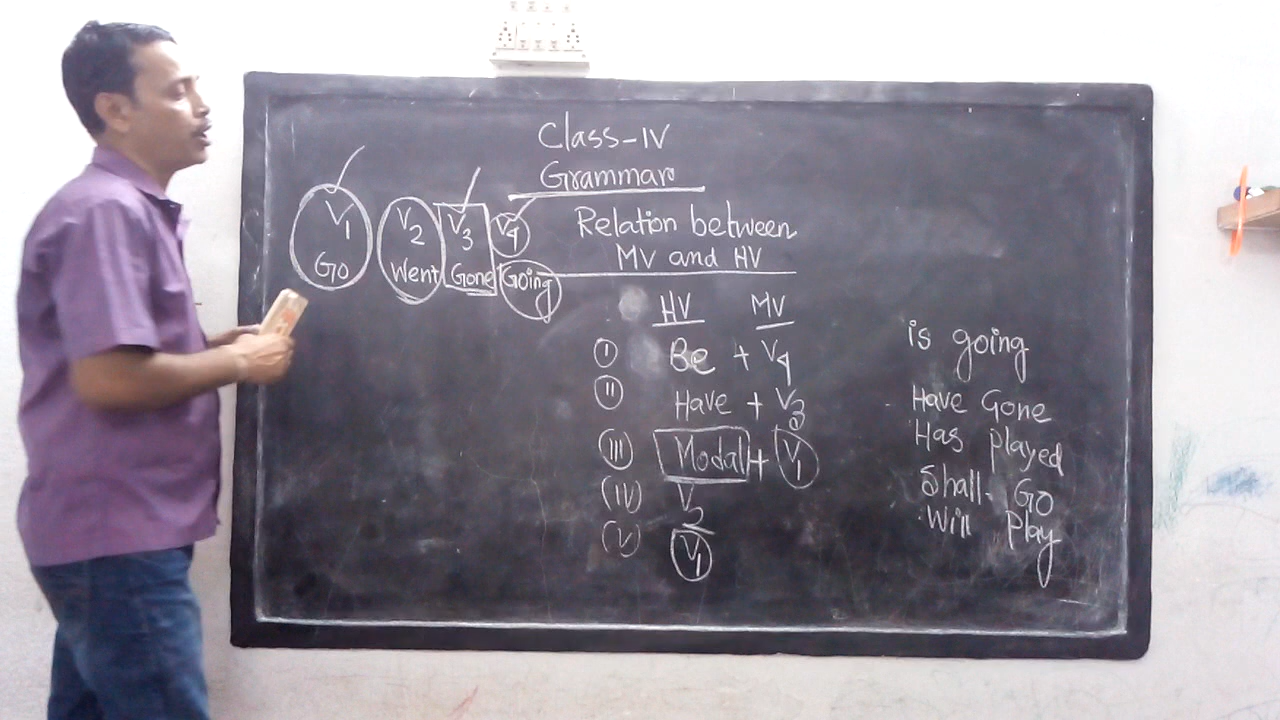 Class-IV
Grammar
V1 V2 V3 V4
Go Went Gone Going
Relation between
MV and HV
HV MV
(I) Be + V4
(II) Have + V3
(III) Modal + V1
(IV) V2
(V) V1
is going
Have Gone
Has played
Shall- Go
Will Play